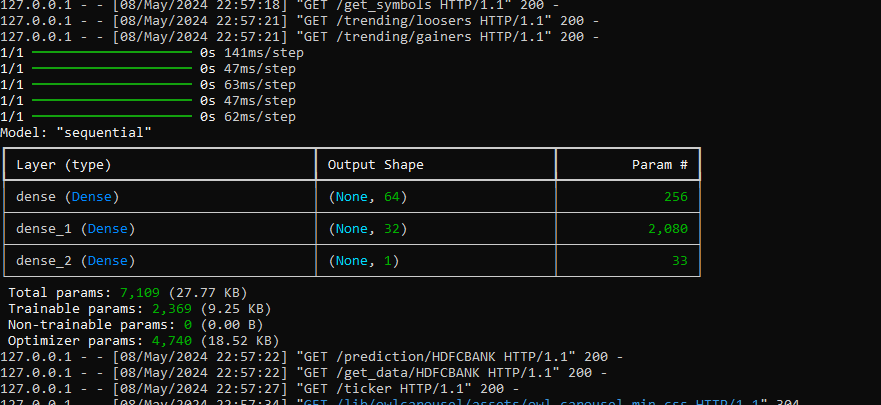 127.0.0.1 - - [08/May/2024 22:57:18] "GET /get_symbols HTTP/1.1" 200 -
127.0.0.1 - - [08/May/2024 22:57:21] "GET /trending/loosers HTTP/1.1" 200 -
127.0.0.1 - - [08/May/2024 22:57:21] "GET /trending/gainers HTTP/1.1" 200 -
1/1 0s 141ms/step
1/1 0s 47ms/step
1/1 0s 63ms/step
1/1 0s 47ms/step
1/1 0s 62ms/step
Model: "sequential"
Layer (type) Output Shape Param #
dense (Dense) (None, 64) 256
dense_1 (Dense) (None, 32) 2,080
dense_2 (Dense) (None, 1) 33
Total params: 7,109 (27.77 KB)
Trainable params: 2,369 (9.25 KB)
Non-trainable params: 0 (0.00 B)
Optimizer params: 4,740 (18.52 KB)
127.0.0.1 - - [08/May/2024 22:57:22] "GET /prediction/HDFCBANK HTTP/1.1" 200 -
127.0.0.1 - - [08/May/2024 22:57:22] "GET /get_data/HDFCBANK HTTP/1.1" 200 -
127.0.0.1 - - [08/May/2024 22:57:27] "GET /ticker HTTP/1.1" 200 -
127.0.0.1 - - [08/May/2024 22:57:34] "GET /lib/owlcarousel/assets/owl.carousel.min.css HTTP/1.1" 304